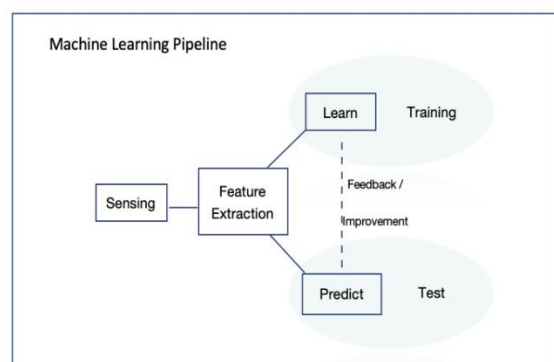 Machine Learning Pipeline
Learn
Training
Feedback /
Improvement
Sensing
Feature
Extraction
Predict
Test